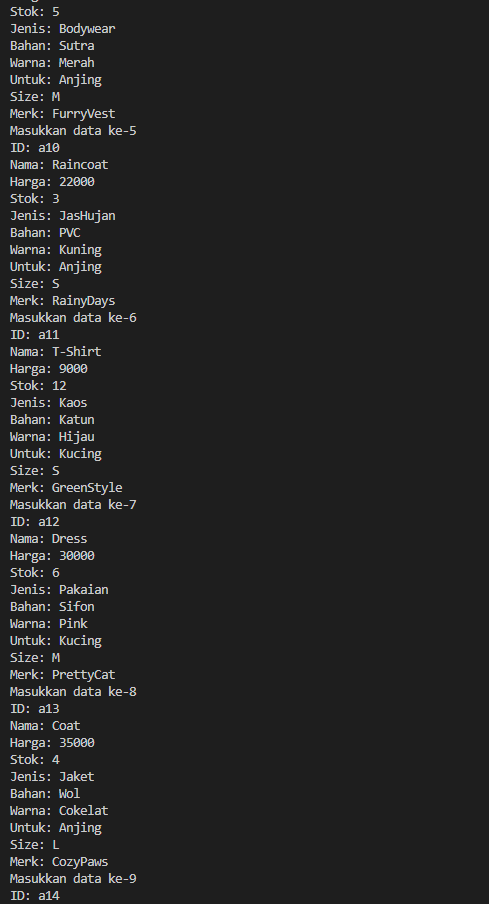 Stok: 5
Jenis: Bodywear
Bahan: Sutra
Warna: Merah
Untuk: Anjing
Size: M
Merk: FurryVest
Masukkan data ke-5
ID: a10
Nama: Raincoat
Harga: 22000
Stok: 3
Jenis: JasHujan
Bahan: PVC
Warna: Kuning
Untuk: Anjing
Size: S
Merk: RainyDays
Masukkan data ke-6
ID: a11
Nama: T-Shirt
Harga: 9000
Stok: 12
Jenis: Kaos
Bahan: Katun
Warna: Hijau
Untuk: Kucing
Size: S
Merk: GreenStyle
Masukkan data ke-7
ID: a12
Nama: Dress
Harga: 30000
Stok: 6
Jenis: Pakaian
Bahan: Sifon
Warna: Pink
Untuk: Kucing
Size: M
Merk: PrettyCat
Masukkan data ke-8
ID: a13
Nama: Coat
Harga: 35000
Stok: 4
Jenis: Jaket
Bahan: Wol
Warna: Cokelat
Untuk: Anjing
Size: L
Merk: CozyPaws
Masukkan data ke-9
ID: a14